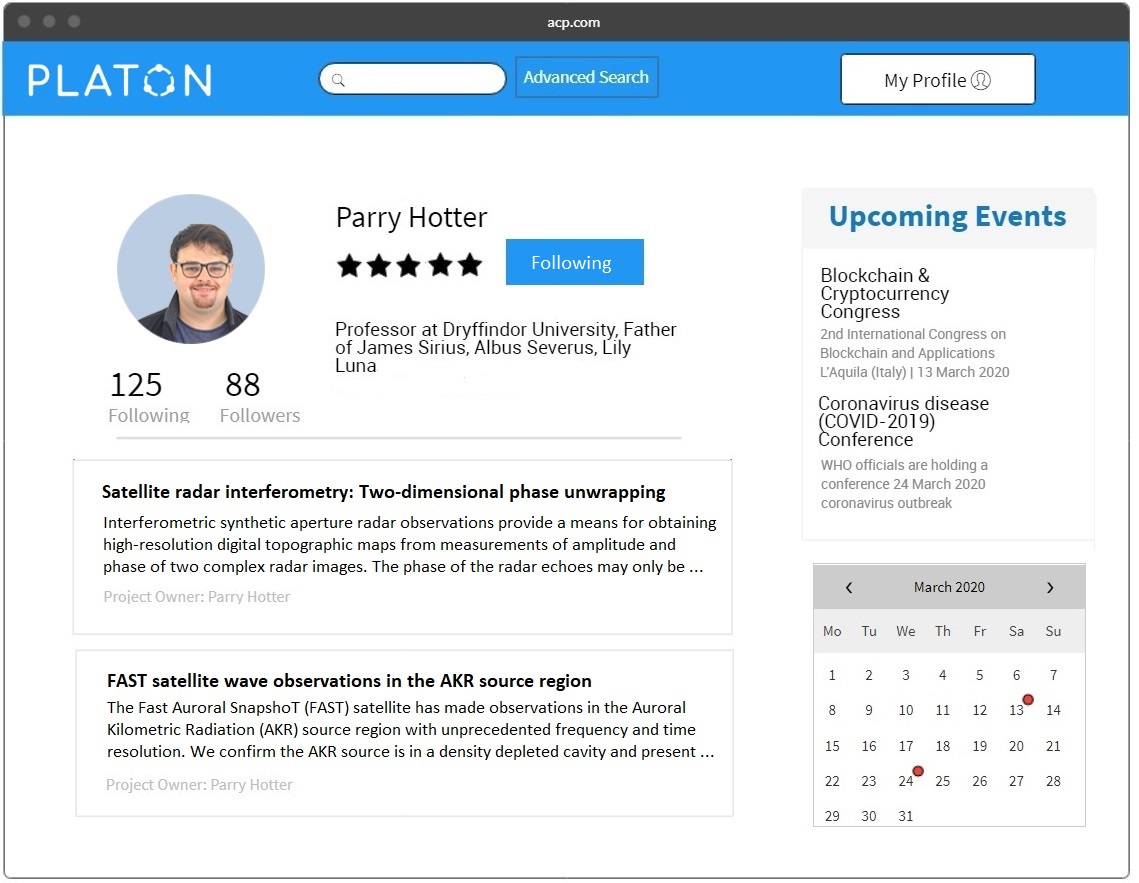 acp.com
PLATON
Advanced Search
My Profile
Parry Hotter
Following
Professor at Dryffindor University, Father
of James Sirius, Albus Severus, Lily
Luna
125 88
Following Followers
Satellite radar interferometry: Two-dimensional phase unwrapping
Interferometric synthetic aperture radar observations provide a means for obtaining
high-resolution digital topographic maps from measurements of amplitude and
phase of two complex radar images. The phase of the radar echoes may only be ...
Project Owner: Parry Hotter
FAST satellite wave observations in the AKR source region
The Fast Auroral SnapshoT (FAST) satellite has made observations in the Auroral
Kilometric Radiation (AKR) source region with unprecedented frequency and time
resolution. We confirm the AKR source is in a density depleted cavity and present ...
Project Owner: Parry Hotter
Upcoming Events
Blockchain &
Cryptocurrency
Congress
2nd International Congress on
Blockchain and Applications
L'Aquila (Italy) | 13 March 2020
Coronavirus disease
(COVID-2019)
Conference
WHO officials are holding a
conference 24 March 2020
coronavirus outbreak
‹ March 2020 ›
Mo Tu We Th Fr Sa Su
1 2 3 4 5 6 7
8 9 10 11 12 13 14
15 16 17 18 19 20 21
22 23 24 25 26 27 28
29 30 31